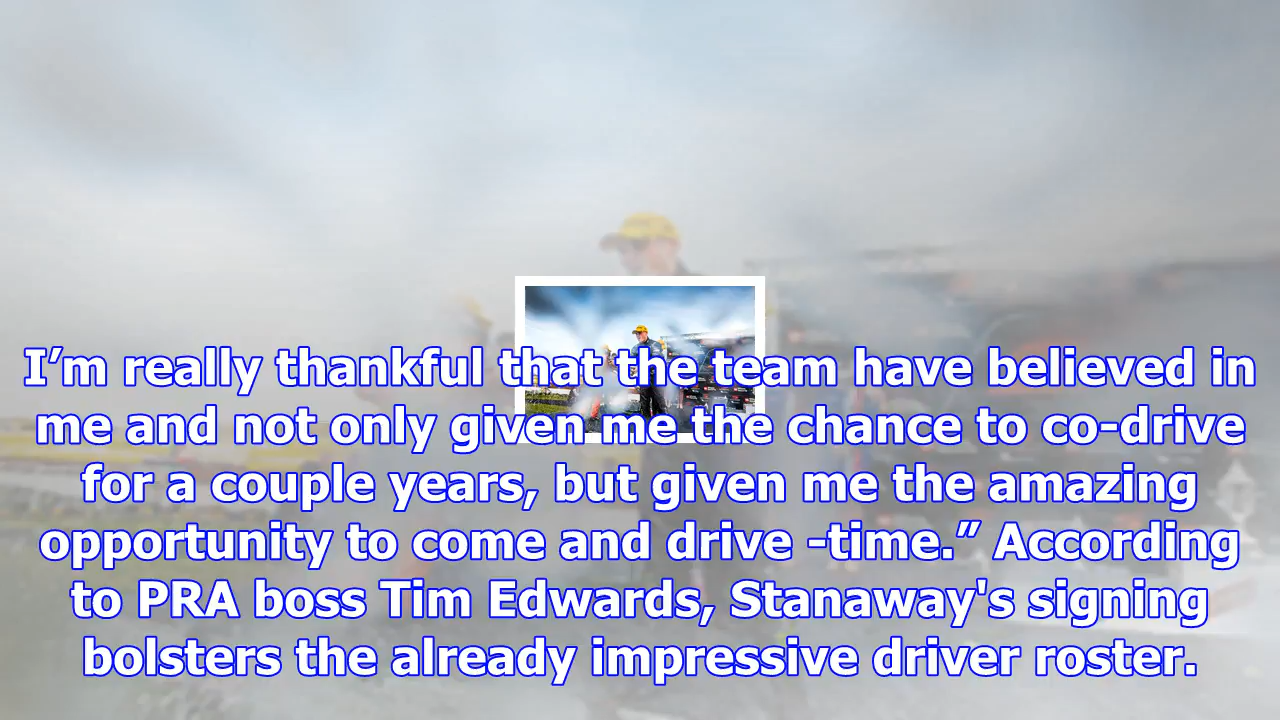 I’m really thankful that the team have believed in
me and not only given me the chance to co-drive
for a couple years, but given me the amazing
opportunity to come and drive -time.” According
to PRA boss Tim Edwards, Stanaway's signing
bolsters the already impressive driver roster.